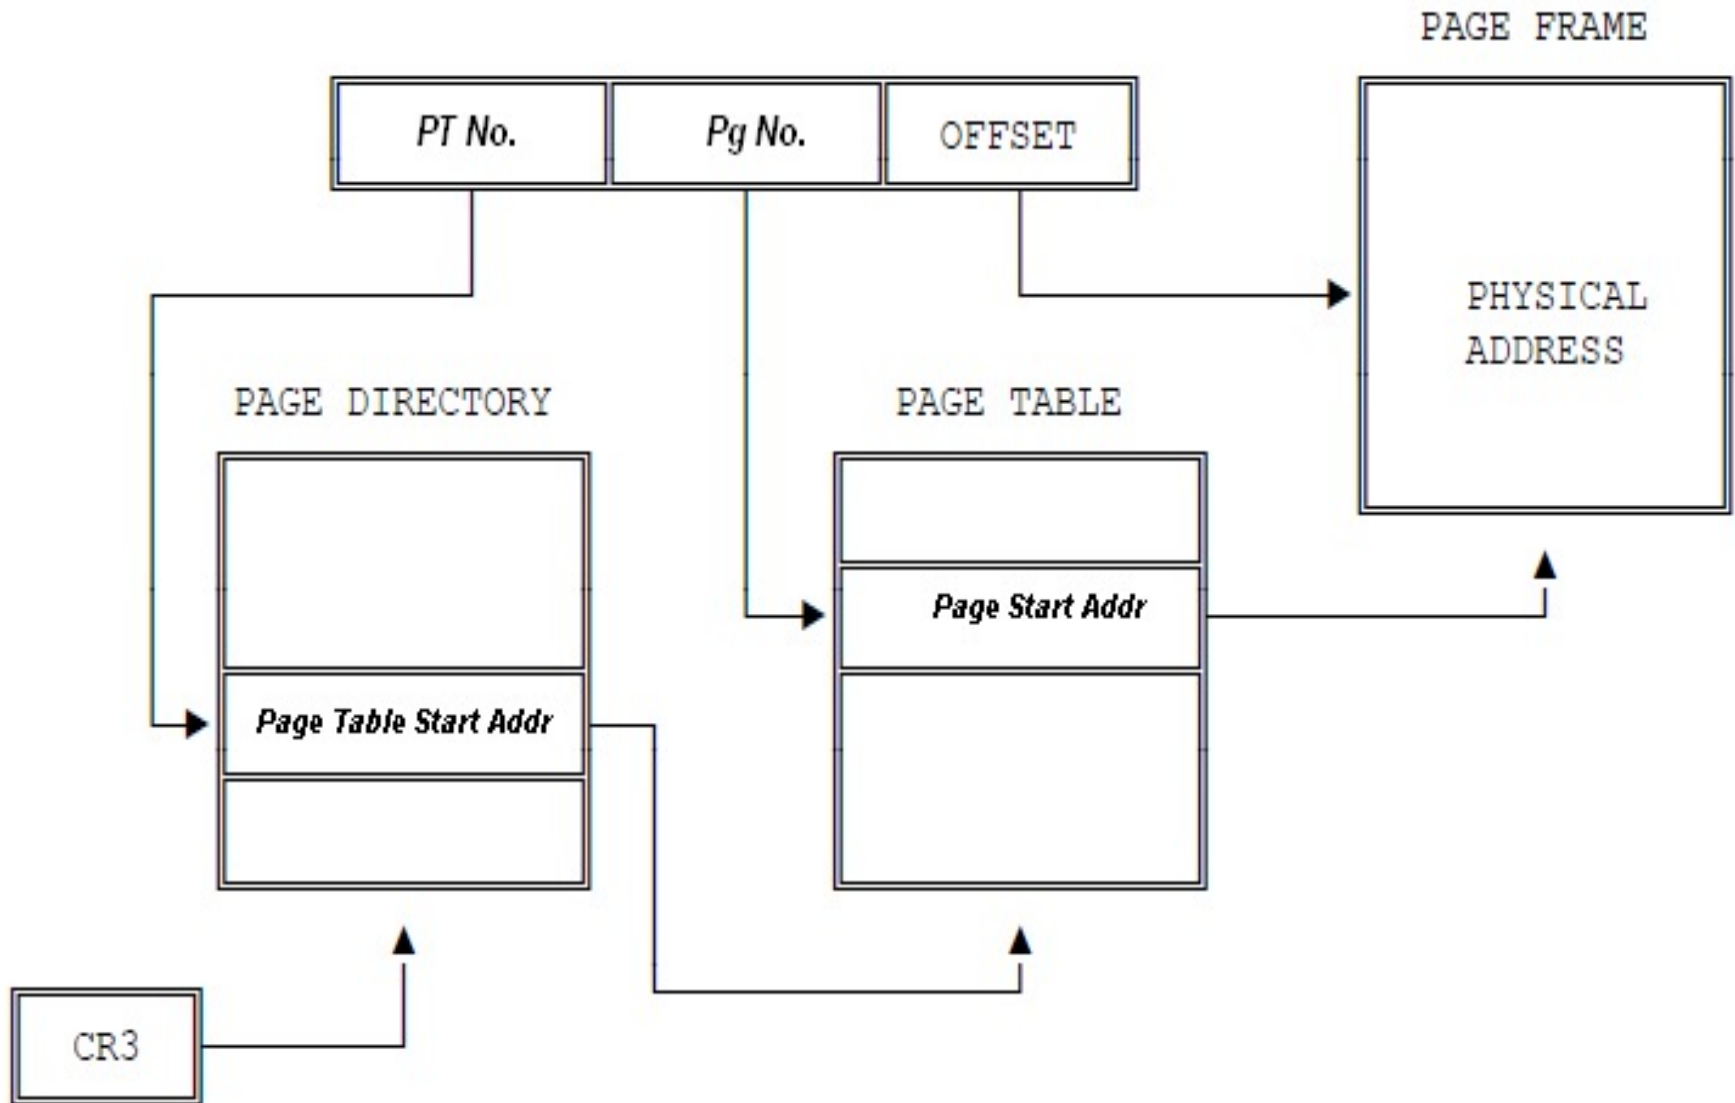 PAGE FRAME
PT No.
Pg No.
OFFSET
PHYSICAL
ADDRESS
PAGE DIRECTORY
PAGE TABLE
Page Start Addr
Page Table Start Addr
CR3